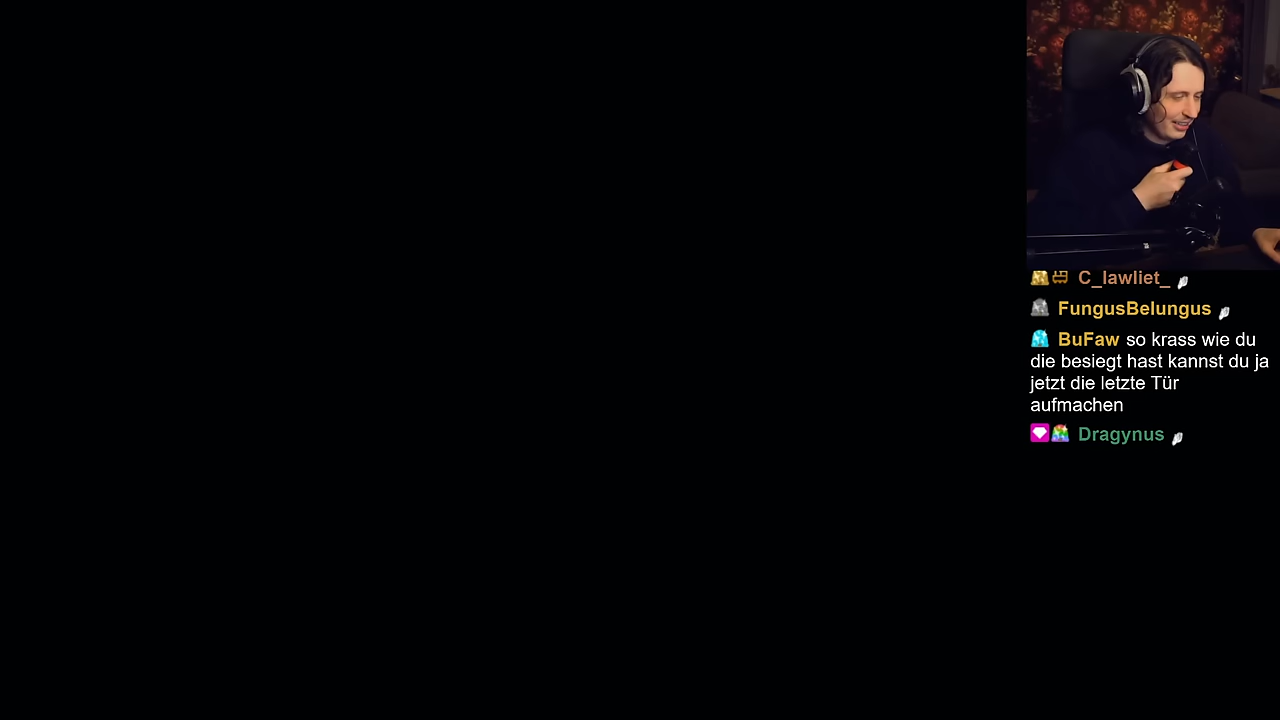 C_lawliet_
FungusBelungus
BuFaw so krass wie du
die besiegt hast kannst du ja
jetzt die letzte Tür
aufmachen
Dragynus